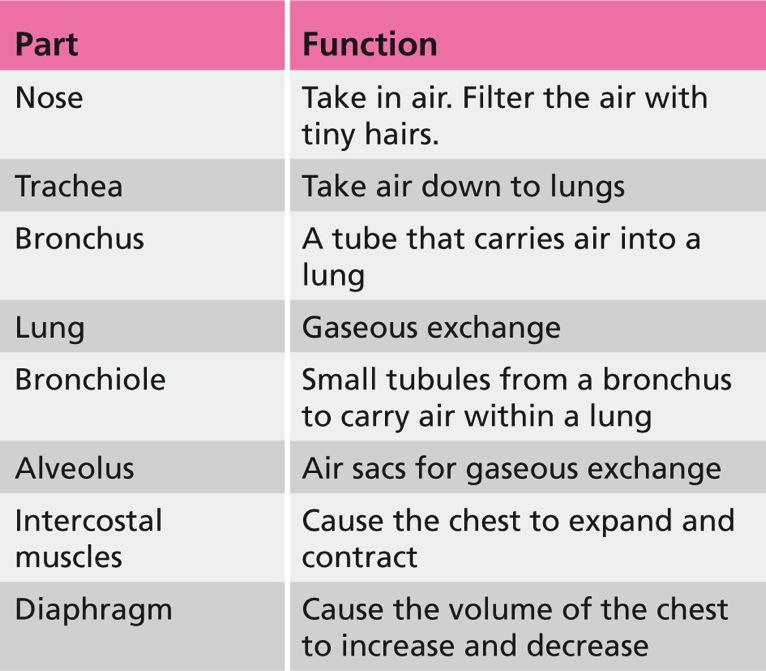 Part Function
Nose Take in air. Filter the air with
tiny hairs.
Trachea Take air down to lungs
Bronchus A tube that carries air into a
lung
Lung Gaseous exchange
Bronchiole Small tubules from a bronchus
to carry air within a lung
Alveolus Air sacs for gaseous exchange
Intercostal Cause the chest to expand and
muscles contract
Diaphragm Cause the volume of the chest
to increase and decrease